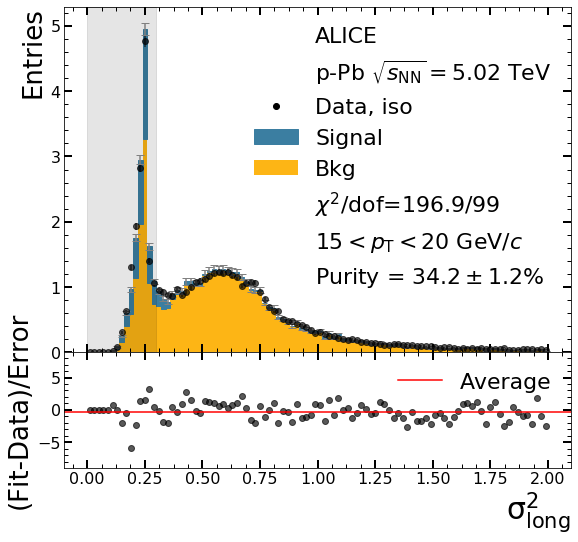 Entries
5
4
3
2
1
0
ALICE
p-Pb √s_NN = 5.02 TeV
Data, iso
Signal
Bkg
χ²/dof=196.9/99
15 < p_T < 20 GeV/c
Purity = 34.2 ± 1.2%
(Fit-Data)/Error
5
0
−5
Average
0.00 0.25 0.50 0.75 1.00 1.25 1.50 1.75 2.00
σ²_long